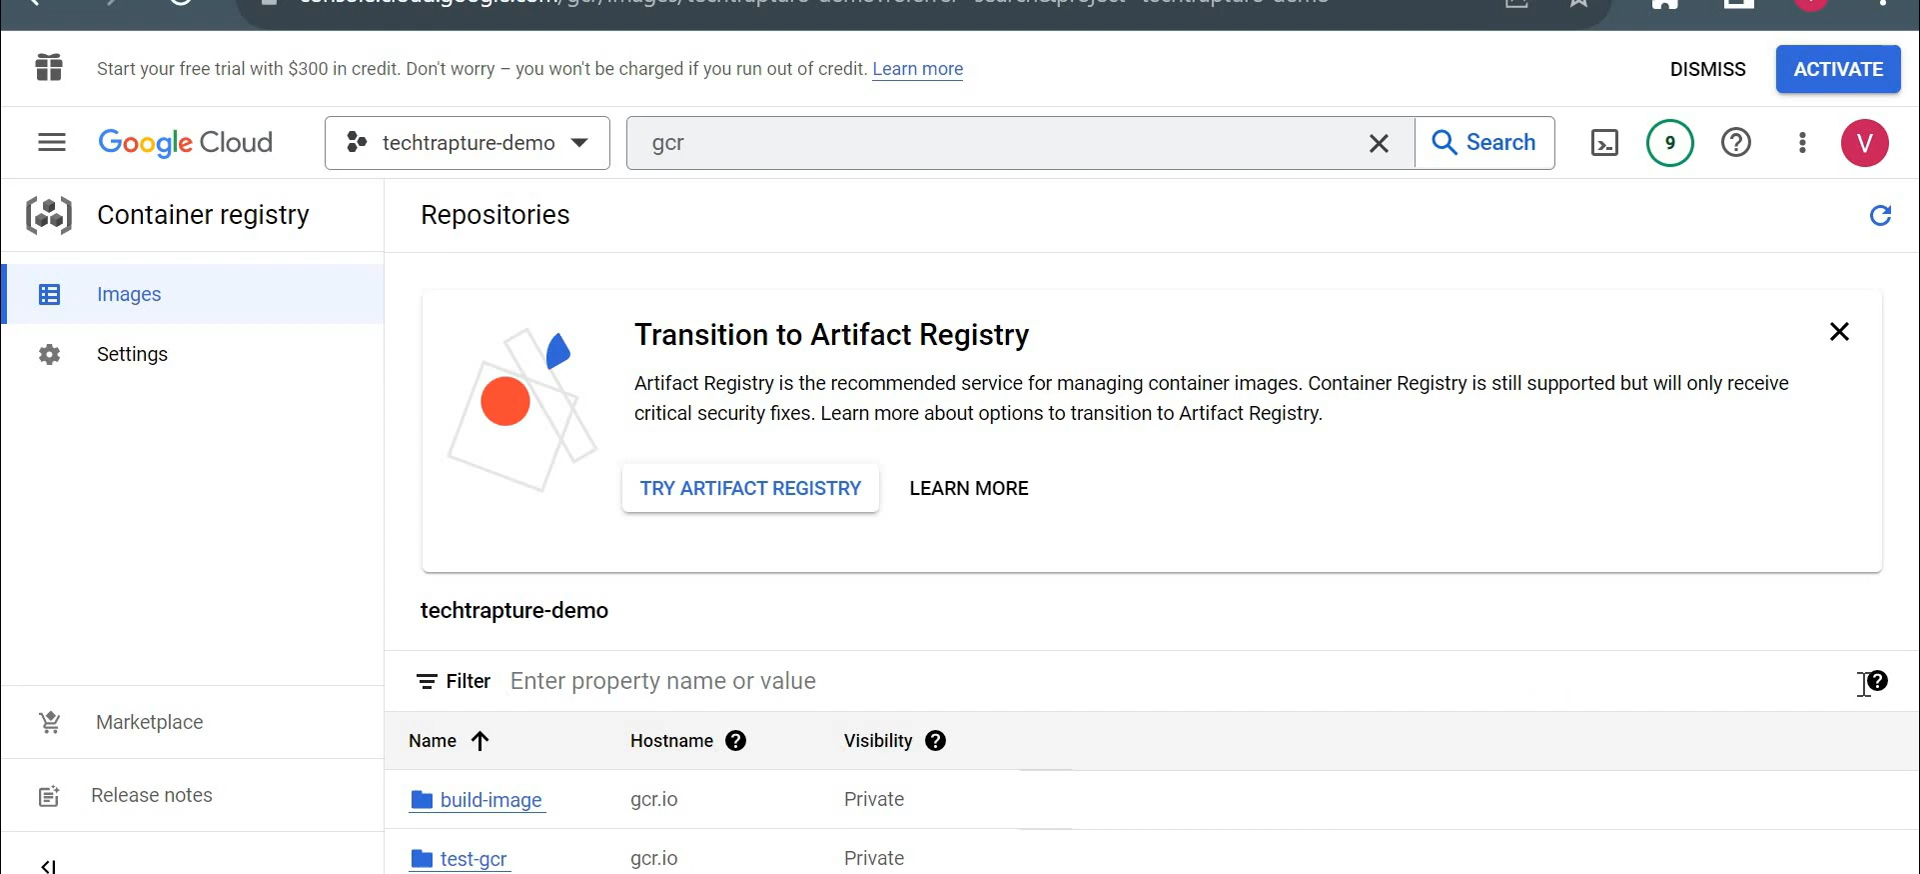 Start your free trial with $300 in credit. Don't worry – you won't be charged if you run out of credit. Learn more
DISMISS
ACTIVATE
Google Cloud
techtrapture-demo
gcr
Search
9
V
Container registry
Repositories
Images
Settings
Transition to Artifact Registry
Artifact Registry is the recommended service for managing container images. Container Registry is still supported but will only receive
critical security fixes. Learn more about options to transition to Artifact Registry.
TRY ARTIFACT REGISTRY
LEARN MORE
techtrapture-demo
Filter Enter property name or value
Name Hostname Visibility
build-image gcr.io Private
test-gcr gcr.io Private
Marketplace
Release notes